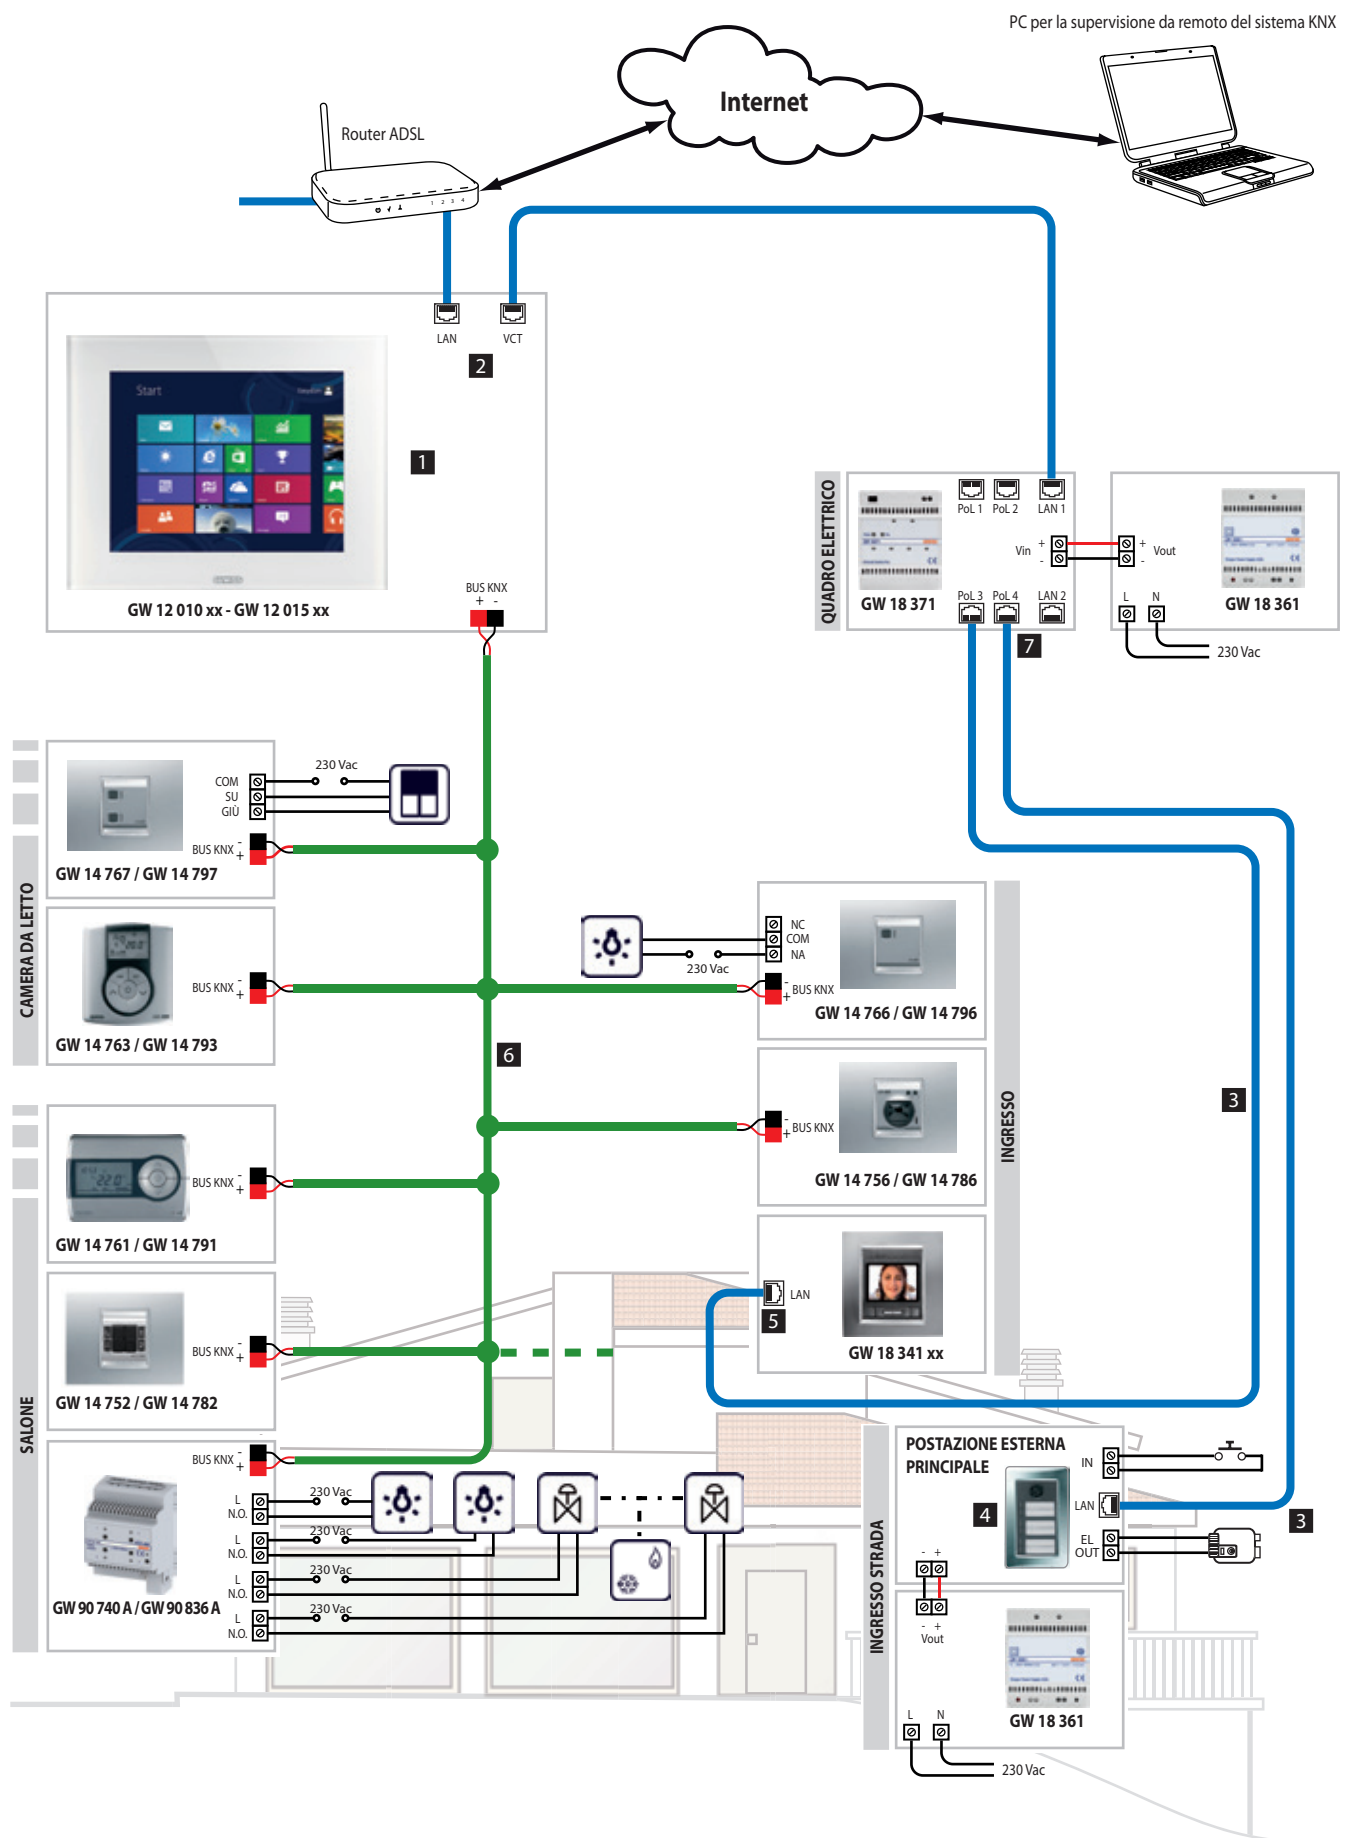 PC per la supervisione da remoto del sistema KNX
Internet
Router ADSL
1 2 3 4
LAN
VCT
2
Start
1
GW 12 010 xx - GW 12 015 xx
BUS KNX
+ -
QUADRO ELETTRICO
PoL 1
PoL 2
LAN 1
Vin
+
-
+
-
Vout
GW 18 371
PoL 3
PoL 4
LAN 2
7
L
N
GW 18 361
230 Vac
CAMERA DA LETTO
COM
SU
GIÙ
230 Vac
BUS KNX
-
+
GW 14 767 / GW 14 797
BUS KNX
-
+
GW 14 763 / GW 14 793
6
INGRESSO
NC
COM
NA
230 Vac
-
+
BUS KNX
GW 14 766 / GW 14 796
-
+
BUS KNX
GW 14 756 / GW 14 786
3
LAN
5
GW 18 341 xx
SALONE
BUS KNX
-
+
GW 14 761 / GW 14 791
BUS KNX
-
+
GW 14 752 / GW 14 782
BUS KNX
-
+
L
N.O.
230 Vac
L
N.O.
230 Vac
L
N.O.
230 Vac
L
N.O.
230 Vac
GW 90 740 A / GW 90 836 A
INGRESSO STRADA
POSTAZIONE ESTERNA
PRINCIPALE
IN
LAN
4
3
EL
OUT
- +
- +
Vout
GW 18 361
L
N
230 Vac